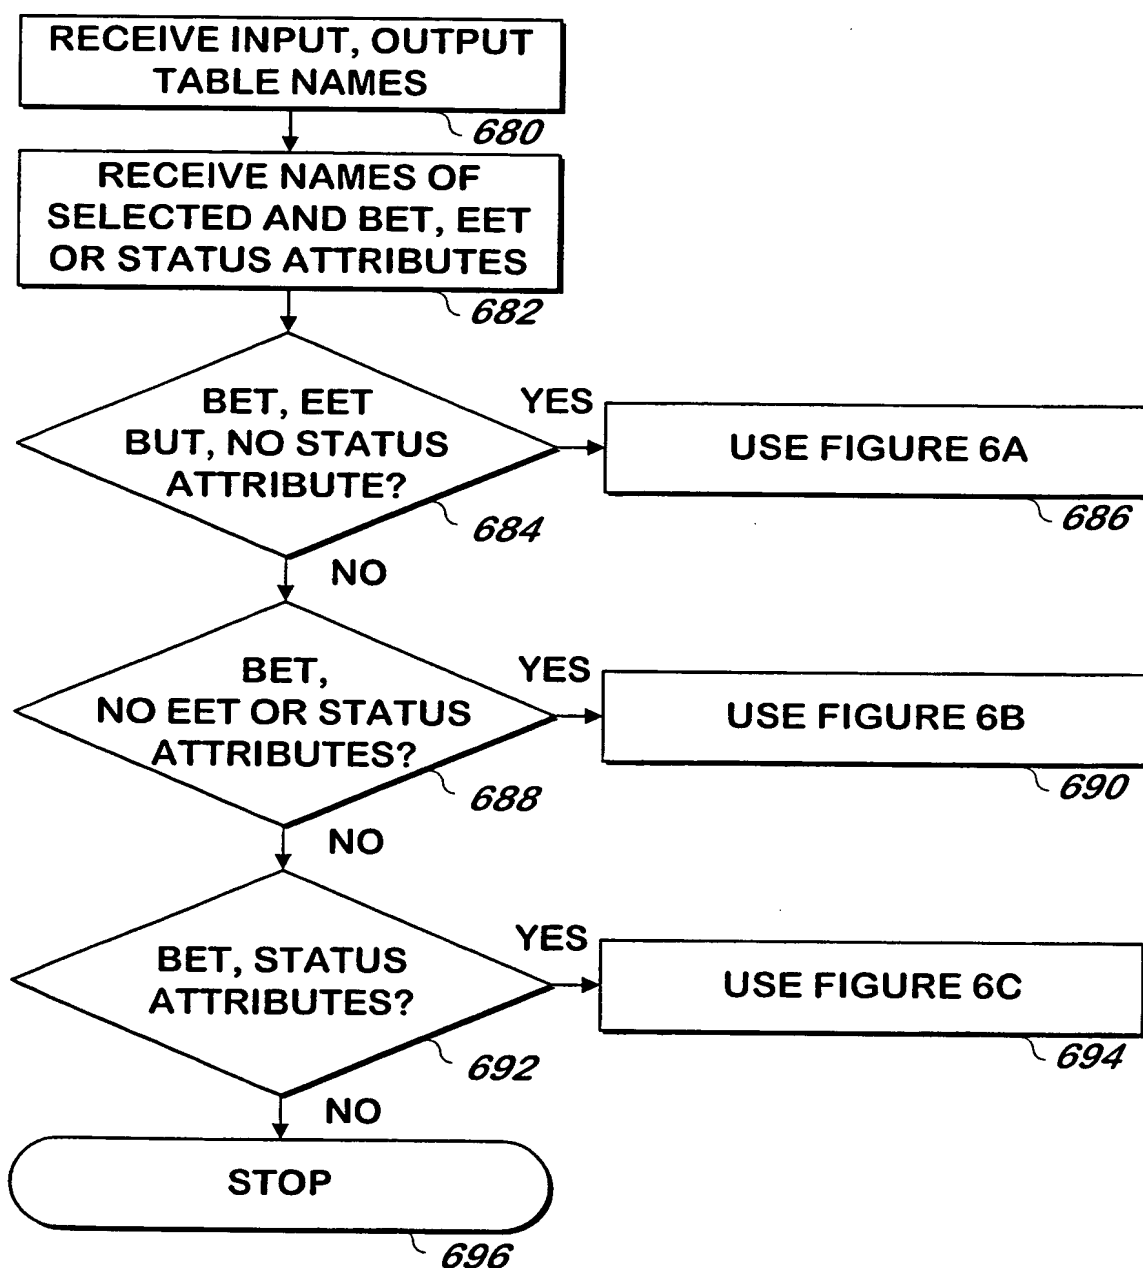 RECEIVE INPUT, OUTPUT
TABLE NAMES
680
RECEIVE NAMES OF
SELECTED AND BET, EET
OR STATUS ATTRIBUTES
682
BET, EET
BUT, NO STATUS
ATTRIBUTE?
684
YES
USE FIGURE 6A
686
NO
BET,
NO EET OR STATUS
ATTRIBUTES?
688
YES
USE FIGURE 6B
690
NO
BET, STATUS
ATTRIBUTES?
692
YES
USE FIGURE 6C
694
NO
STOP
696